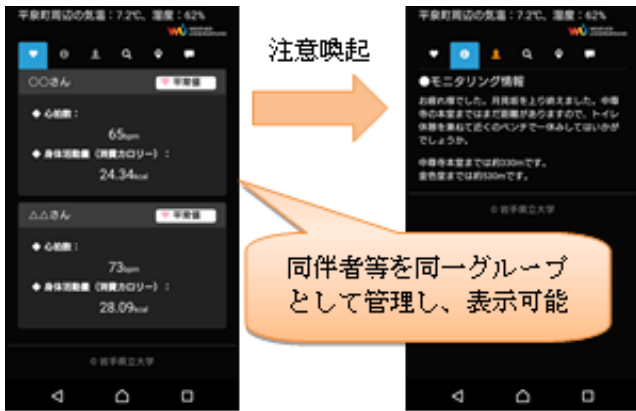 平泉町周辺の気温：7.2℃、湿度：62%
○○さん
平常値
◆ 心拍数：
65bpm
◆ 身体活動量（消費カロリー）：
24.34kcal
△△さん
平常値
◆ 心拍数：
73bpm
◆ 身体活動量（消費カロリー）：
28.09kcal
© 岩手県立大学
注意喚起
同伴者等を同一グループ
として管理し、表示可能
平泉町周辺の気温：7.2℃、湿度：62%
●モニタリング情報
お疲れ様でした。月見坂を上り終えました。中尊
寺の本堂まではまだ距離がありますので、トイレ
休憩を兼ねて近くのベンチで一休みしてはいかが
でしょうか。
中尊寺本堂までは約330mです。
金色堂までは約530mです。
© 岩手県立大学